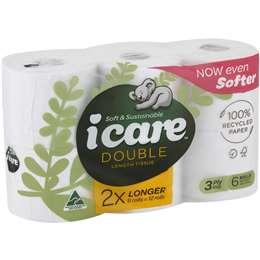 NOW even
Softer
Soft & Sustainable
icare
DOUBLE
LENGTH TISSUE
100%
RECYCLED
PAPER
2X LONGER
6 rolls = 12 rolls
3 PLY
6 ROLLS
icare